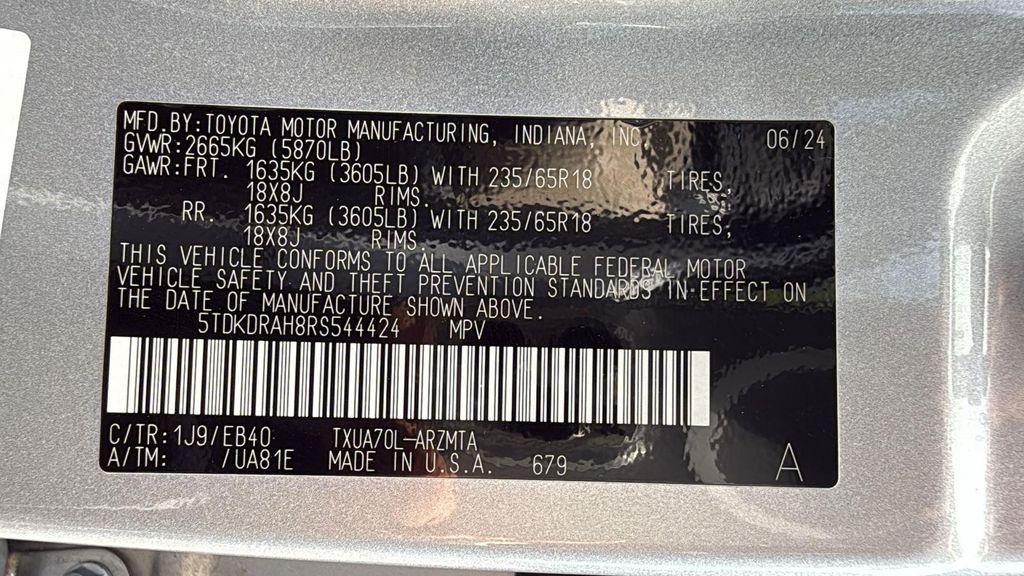 MFD.BY:TOYOTA MOTOR MANUFACTURING, INDIANA, INC. 06/24
GVWR:2665KG (5870LB)
GAWR:FRT. 1635KG (3605LB) WITH 235/65R18 TIRES,
18X8J RIMS.
RR. 1635KG (3605LB) WITH 235/65R18 TIRES,
18X8J RIMS.
THIS VEHICLE CONFORMS TO ALL APPLICABLE FEDERAL MOTOR
VEHICLE SAFETY AND THEFT PREVENTION STANDARDS IN EFFECT ON
THE DATE OF MANUFACTURE SHOWN ABOVE.
5TDKDRAH8RS544424 MPV
C/TR:1J9/EB40 TXUA70L-ARZMTA
A/TM: /UA81E MADE IN U.S.A. 679 A